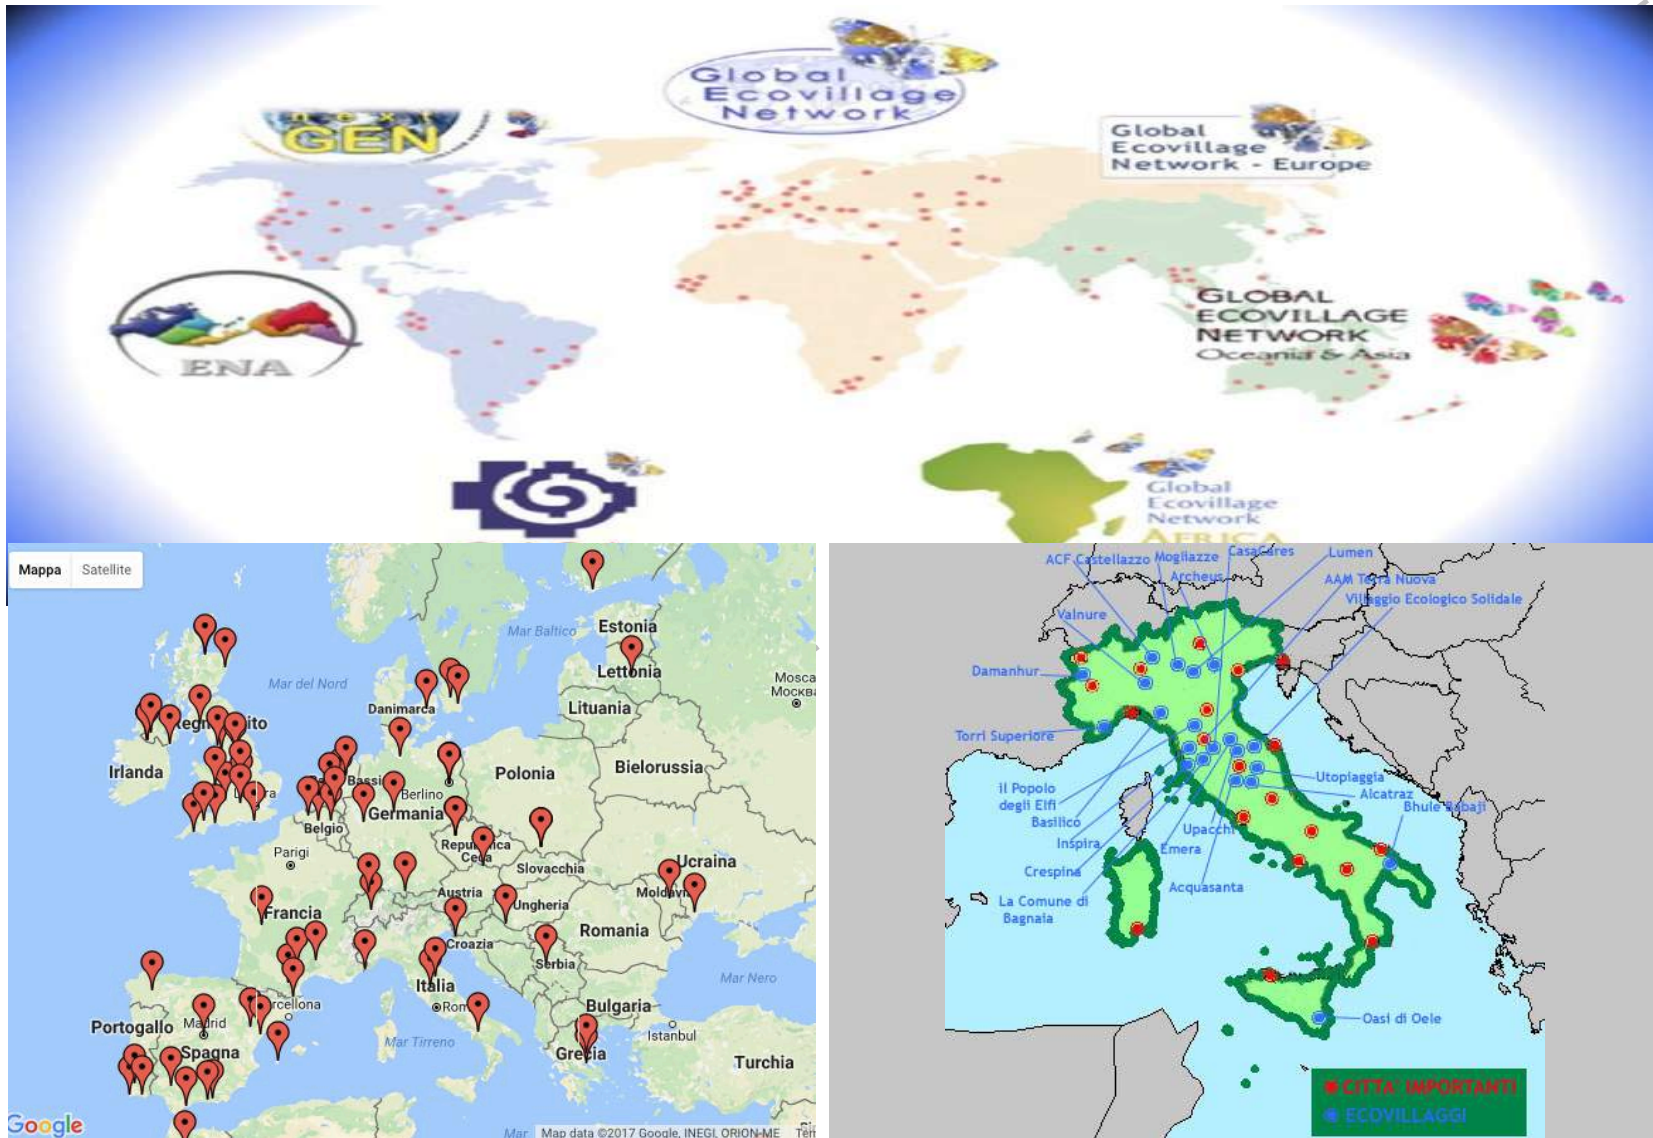 Global
Ecovillage
Network
next
GEN
Global
Ecovillage
Network - Europe
ENA
GLOBAL
ECOVILLAGE
NETWORK
Oceania & Asia
Global
Ecovillage
Network
AFRICA
Mappa Satellite
Estonia
Mar Baltico
Lettonia
Mosca
Москва
Mar del Nord
Danimarca
Lituania
Irlanda
Bielorussia
Polonia
Berlino
Germania
Belgio
Parigi
Slovacchia
Ucraina
Austria
Ungheria
Francia
Romania
Croazia
Serbia
Mar Nero
Italia
Bulgaria
Portogallo
Madrid
Istanbul
Spagna
Mar Tirreno
Grecia
Turchia
Google
Mar
Map data ©2017 Google, INEGI, ORION-ME
ACF Castellazzo
Mogliazze
CasaCares
Lumen
Archeus
AAM Terra Nuova
Villaggio Ecologico Solidale
Valnure
Damanhur
Torri Superiore
Utopiaggia
il Popolo
degli Elfi
Alcatraz
Bhule Babaji
Basilico
Upacchi
Inspira
Emera
Crespina
Acquasanta
La Comune di
Bagnaia
Oasi di Oele
CITTA' IMPORTANTI
ECOVILLAGGI